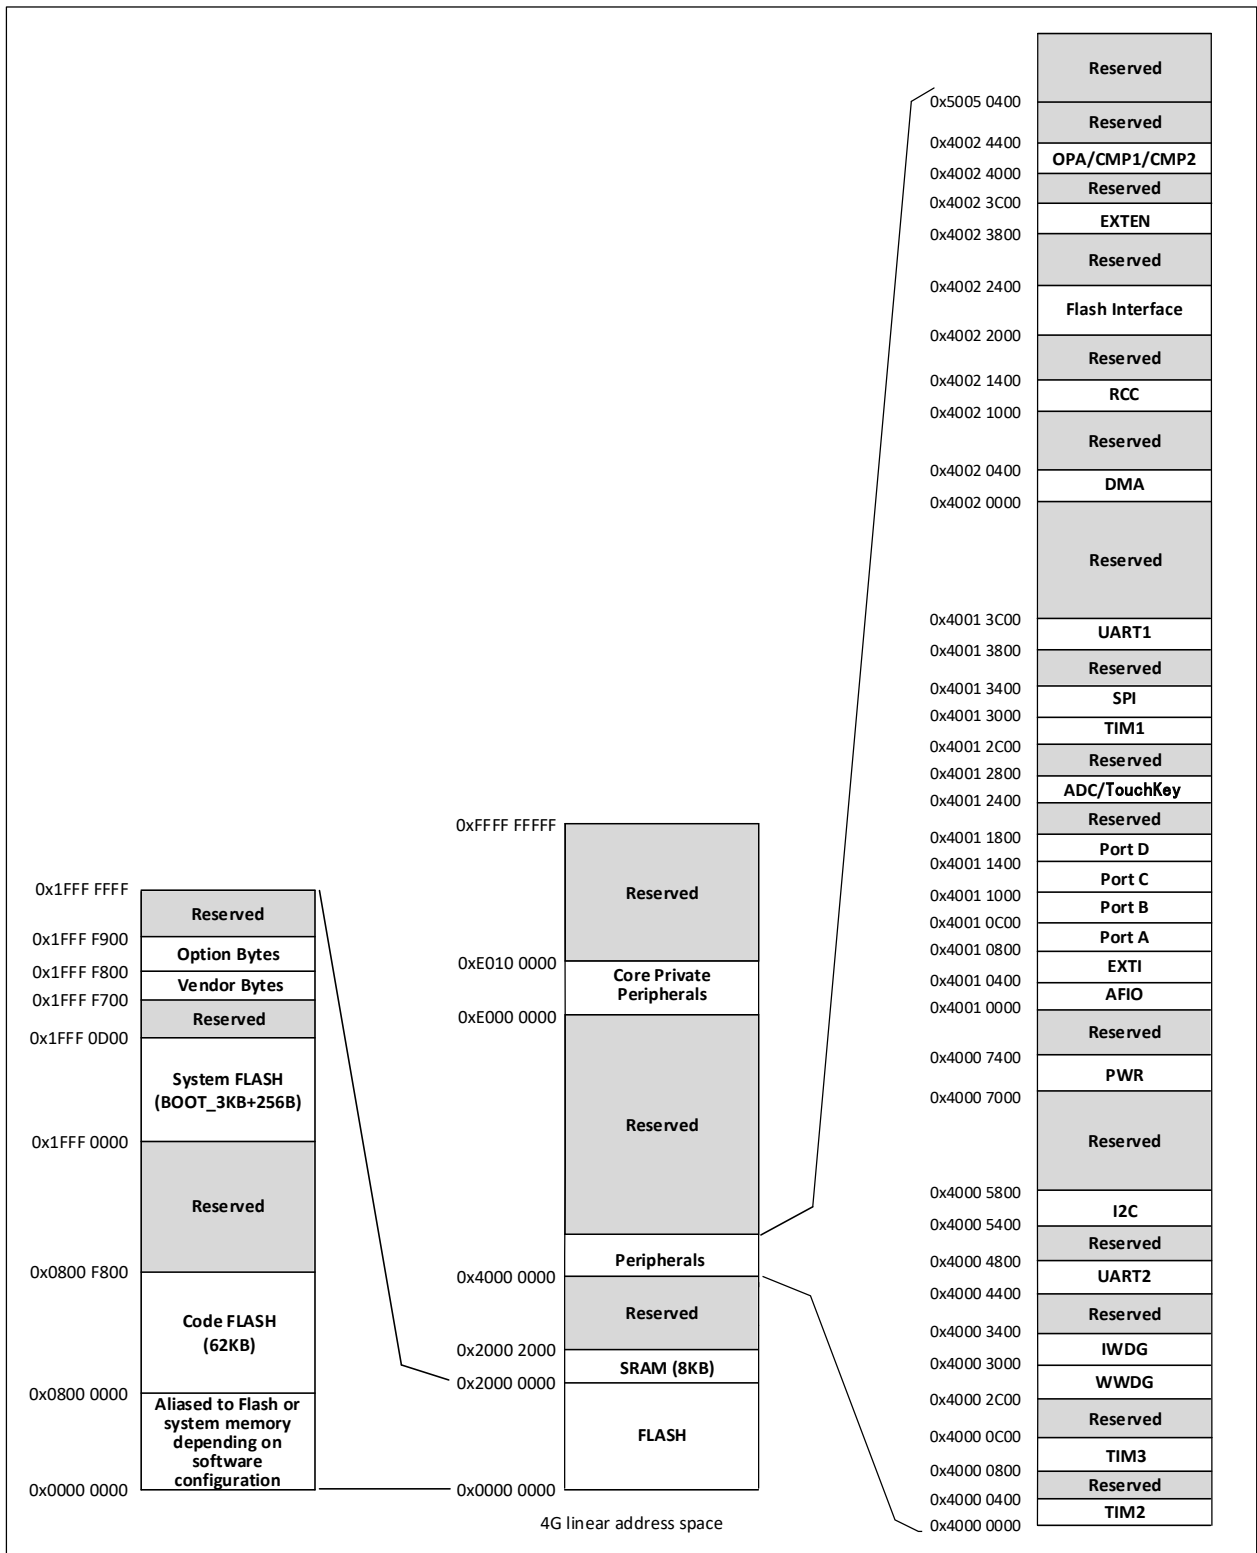 0x1FFF FFFF
Reserved
0x1FFF F900
Option Bytes
0x1FFF F800
Vendor Bytes
0x1FFF F700
Reserved
0x1FFF 0D00
System FLASH
(BOOT_3KB+256B)
0x1FFF 0000
Reserved
0x0800 F800
Code FLASH
(62KB)
0x0800 0000
Aliased to Flash or
system memory
depending on
software
configuration
0x0000 0000
0xFFFF FFFFF
Reserved
0xE010 0000
Core Private
Peripherals
0xE000 0000
Reserved
Peripherals
0x4000 0000
Reserved
0x2000 2000
SRAM (8KB)
0x2000 0000
FLASH
0x0000 0000
4G linear address space
Reserved
0x5005 0400
Reserved
0x4002 4400
OPA/CMP1/CMP2
0x4002 4000
Reserved
0x4002 3C00
EXTEN
0x4002 3800
Reserved
0x4002 2400
Flash Interface
0x4002 2000
Reserved
0x4002 1400
RCC
0x4002 1000
Reserved
0x4002 0400
DMA
0x4002 0000
Reserved
0x4001 3C00
UART1
0x4001 3800
Reserved
0x4001 3400
SPI
0x4001 3000
TIM1
0x4001 2C00
Reserved
0x4001 2800
ADC/TouchKey
0x4001 2400
Reserved
0x4001 1800
Port D
0x4001 1400
Port C
0x4001 1000
Port B
0x4001 0C00
Port A
0x4001 0800
EXTI
0x4001 0400
AFIO
0x4001 0000
Reserved
0x4000 7400
PWR
0x4000 7000
Reserved
0x4000 5800
I2C
0x4000 5400
Reserved
0x4000 4800
UART2
0x4000 4400
Reserved
0x4000 3400
IWDG
0x4000 3000
WWDG
0x4000 2C00
Reserved
0x4000 0C00
TIM3
0x4000 0800
Reserved
0x4000 0400
TIM2
0x4000 0000